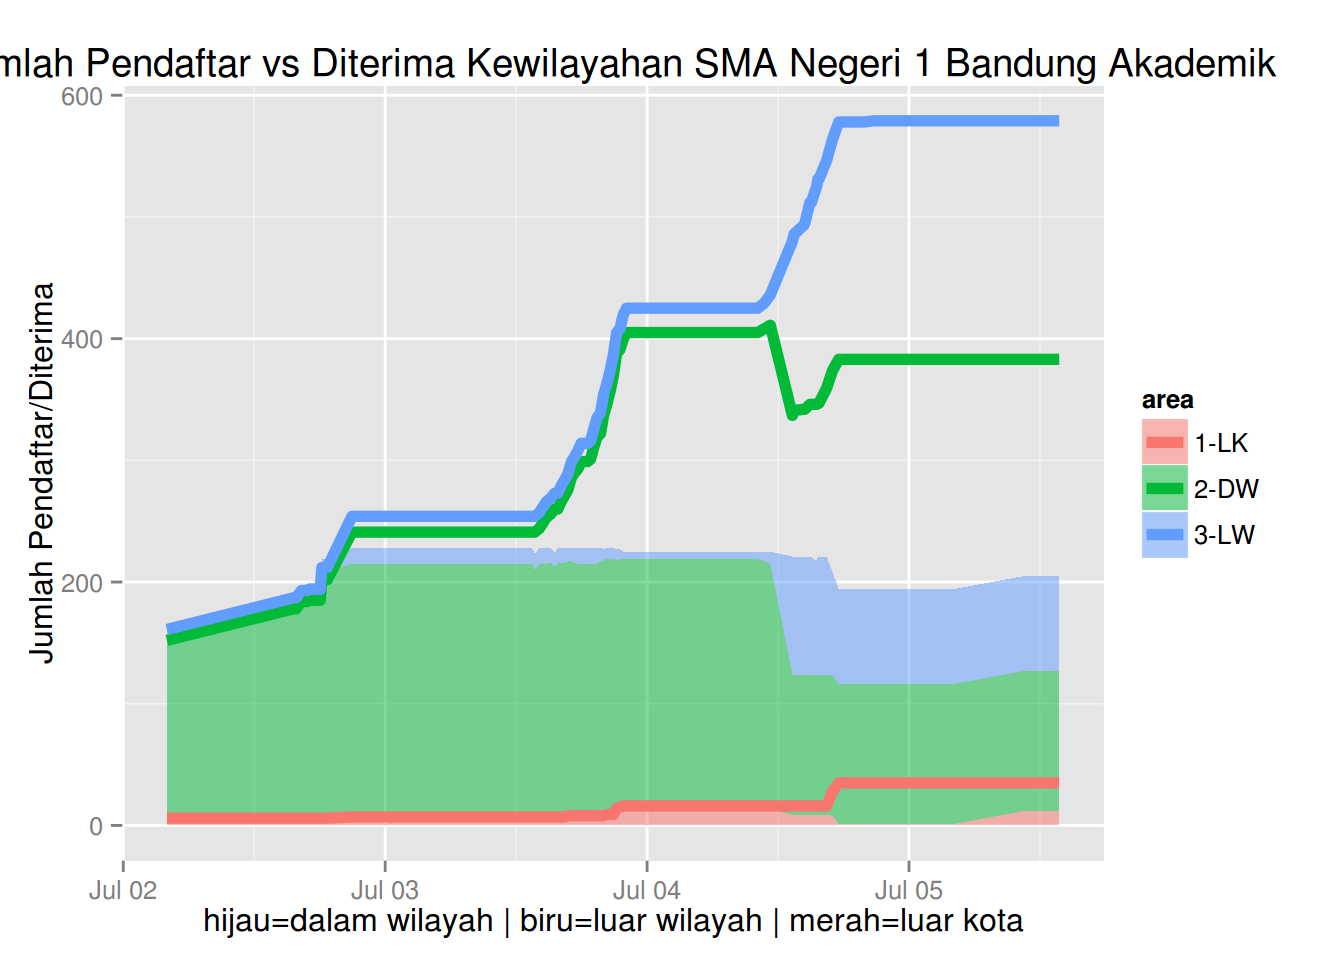 mlah Pendaftar vs Diterima Kewilayahan SMA Negeri 1 Bandung Akademik
600
400
200
0
Jumlah Pendaftar/Diterima
Jul 02
Jul 03
Jul 04
Jul 05
hijau=dalam wilayah | biru=luar wilayah | merah=luar kota
area
1-LK
2-DW
3-LW